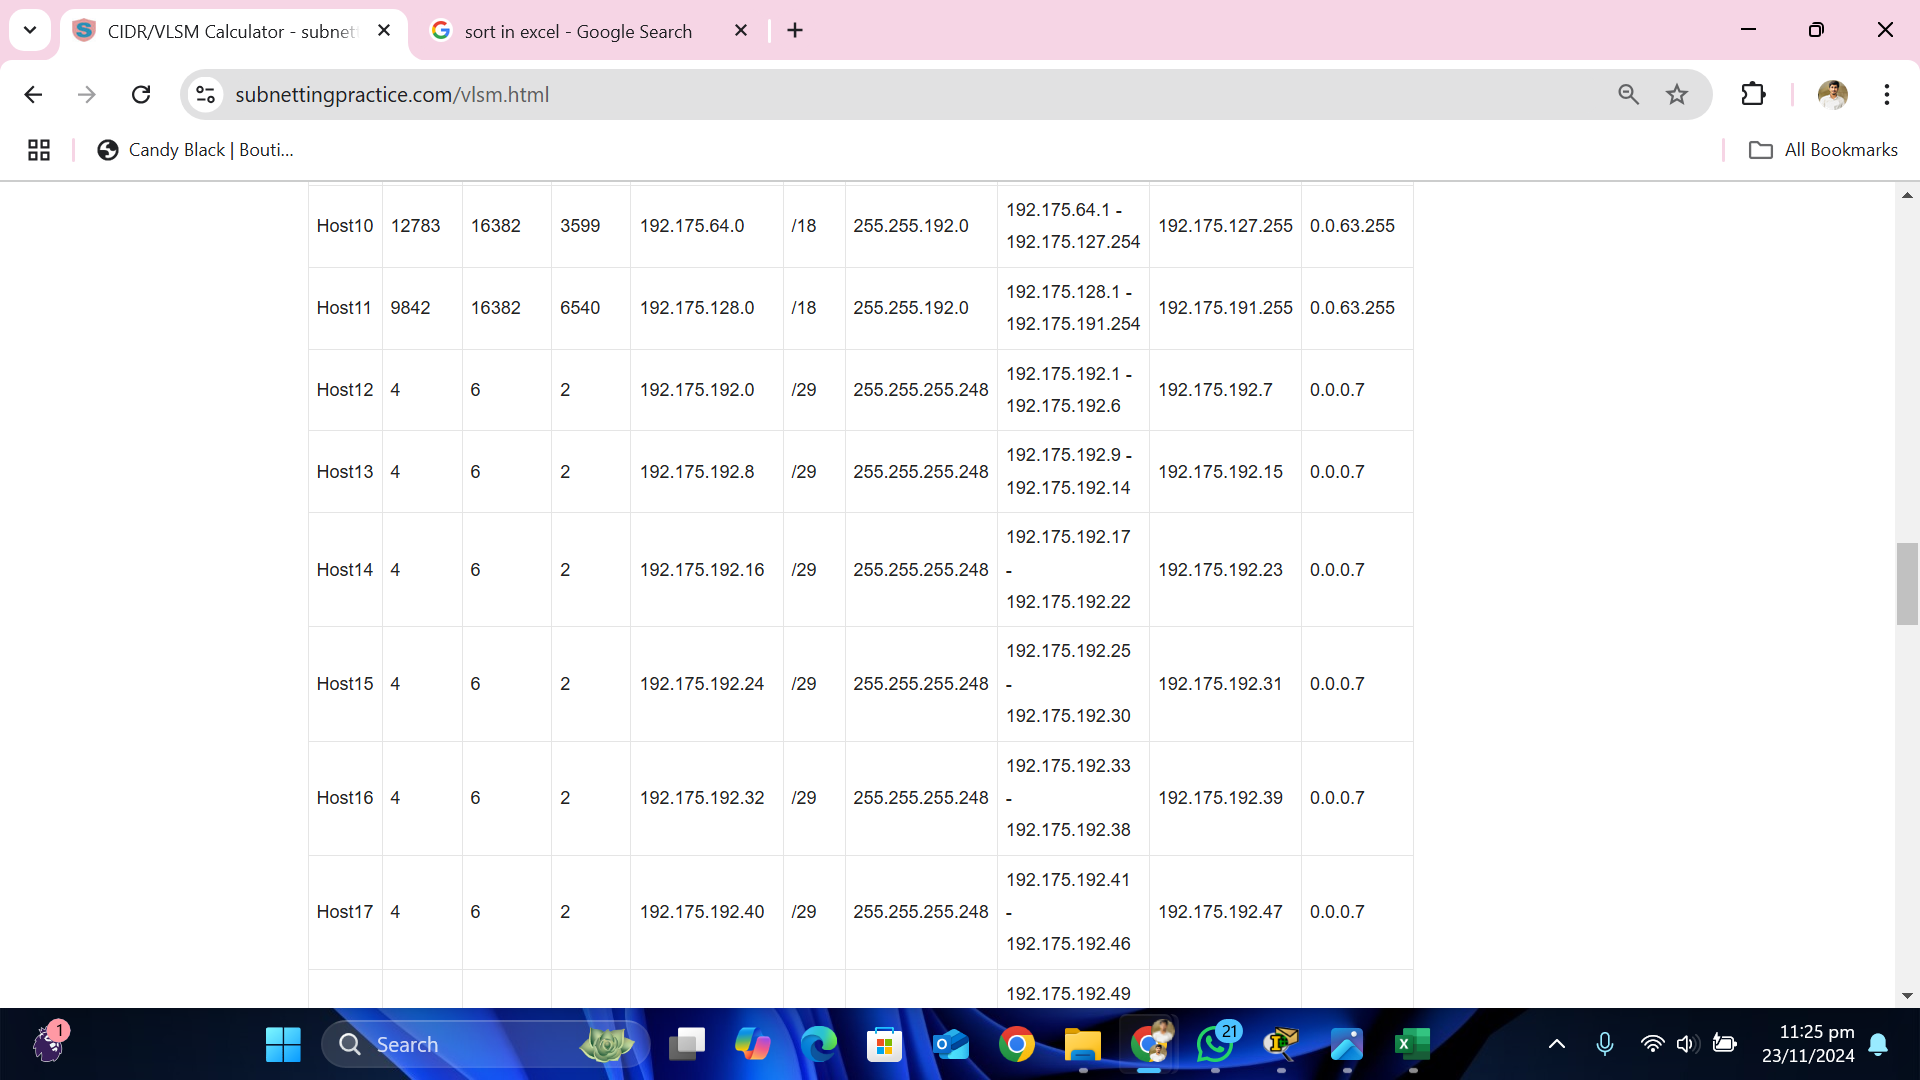 CIDR/VLSM Calculator - subnett
sort in excel - Google Search
subnettingpractice.com/vlsm.html
Candy Black | Bouti...
All Bookmarks
Host10 12783 16382 3599 192.175.64.0 /18 255.255.192.0 192.175.64.1 - 192.175.127.255 0.0.63.255
192.175.127.254
Host11 9842 16382 6540 192.175.128.0 /18 255.255.192.0 192.175.128.1 - 192.175.191.255 0.0.63.255
192.175.191.254
Host12 4 6 2 192.175.192.0 /29 255.255.255.248 192.175.192.1 - 192.175.192.7 0.0.0.7
192.175.192.6
Host13 4 6 2 192.175.192.8 /29 255.255.255.248 192.175.192.9 - 192.175.192.15 0.0.0.7
192.175.192.14
192.175.192.17
Host14 4 6 2 192.175.192.16 /29 255.255.255.248 - 192.175.192.23 0.0.0.7
192.175.192.22
192.175.192.25
Host15 4 6 2 192.175.192.24 /29 255.255.255.248 - 192.175.192.31 0.0.0.7
192.175.192.30
192.175.192.33
Host16 4 6 2 192.175.192.32 /29 255.255.255.248 - 192.175.192.39 0.0.0.7
192.175.192.38
192.175.192.41
Host17 4 6 2 192.175.192.40 /29 255.255.255.248 - 192.175.192.47 0.0.0.7
192.175.192.46
192.175.192.49
1
Search
21
11:25 pm
23/11/2024